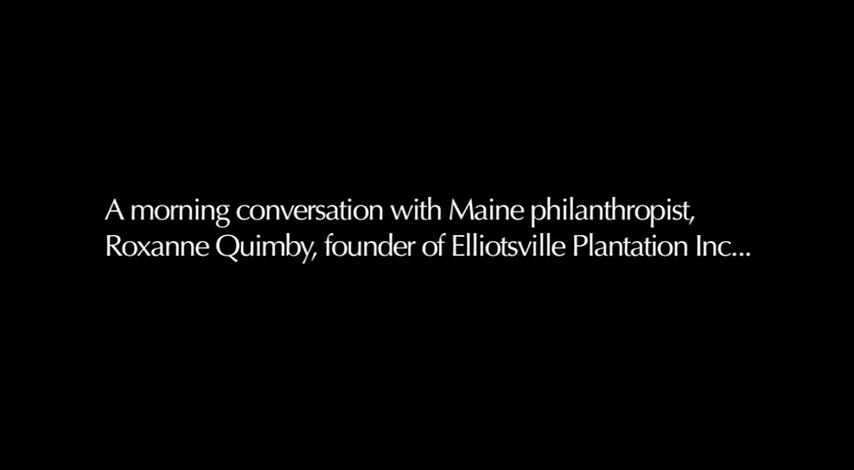 A morning conversation with Maine philanthropist,
Roxanne Quimby, founder of Elliotsville Plantation Inc...